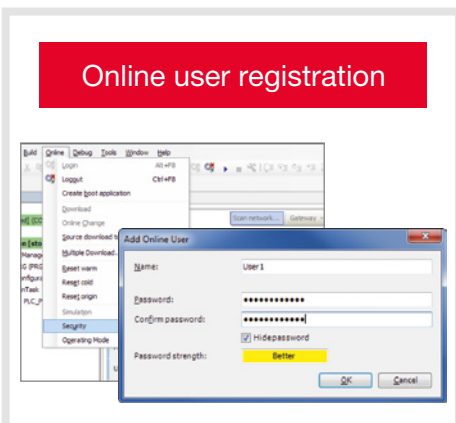 Online user registration
Build Online Debug Tools Window Help
Login Alt+F8
Logout Ctrl+F8
Create boot application
Download
Online Change
Source download t
Multiple Download...
Reset warm
Reset cold
Reset origin
Simulation
Security
Operating Mode
Scan network... Gateway
Add Online User
Name: User 1
Password: ●●●●●●●●●●●●
Confirm password: ●●●●●●●●●●●●
Hidepassword
Password strength: Better
OK Cancel